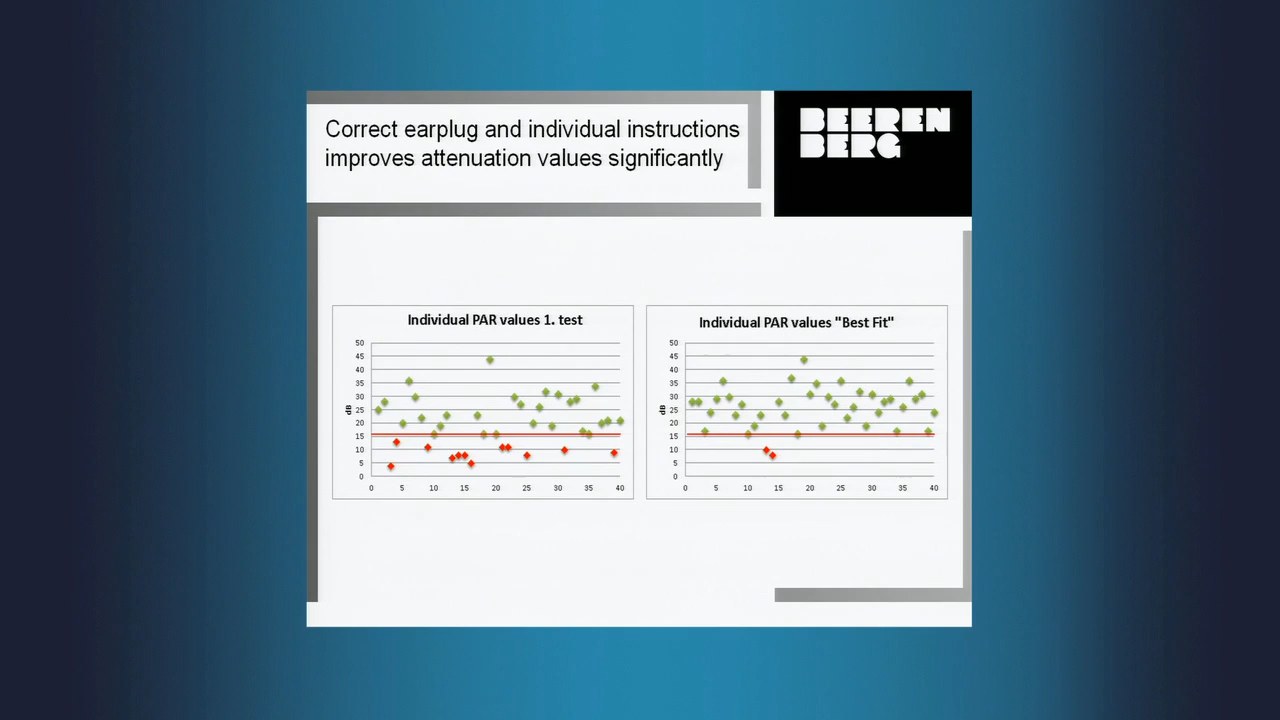 Correct earplug and individual instructions
improves attenuation values significantly
BEEREN
BERG
Individual PAR values 1. test
50
45
40
35
30
25
20
15
10
5
0
dB
0 5 10 15 20 25 30 35 40
Individual PAR values "Best Fit"
50
45
40
35
30
25
20
15
10
5
0
dB
0 5 10 15 20 25 30 35 40